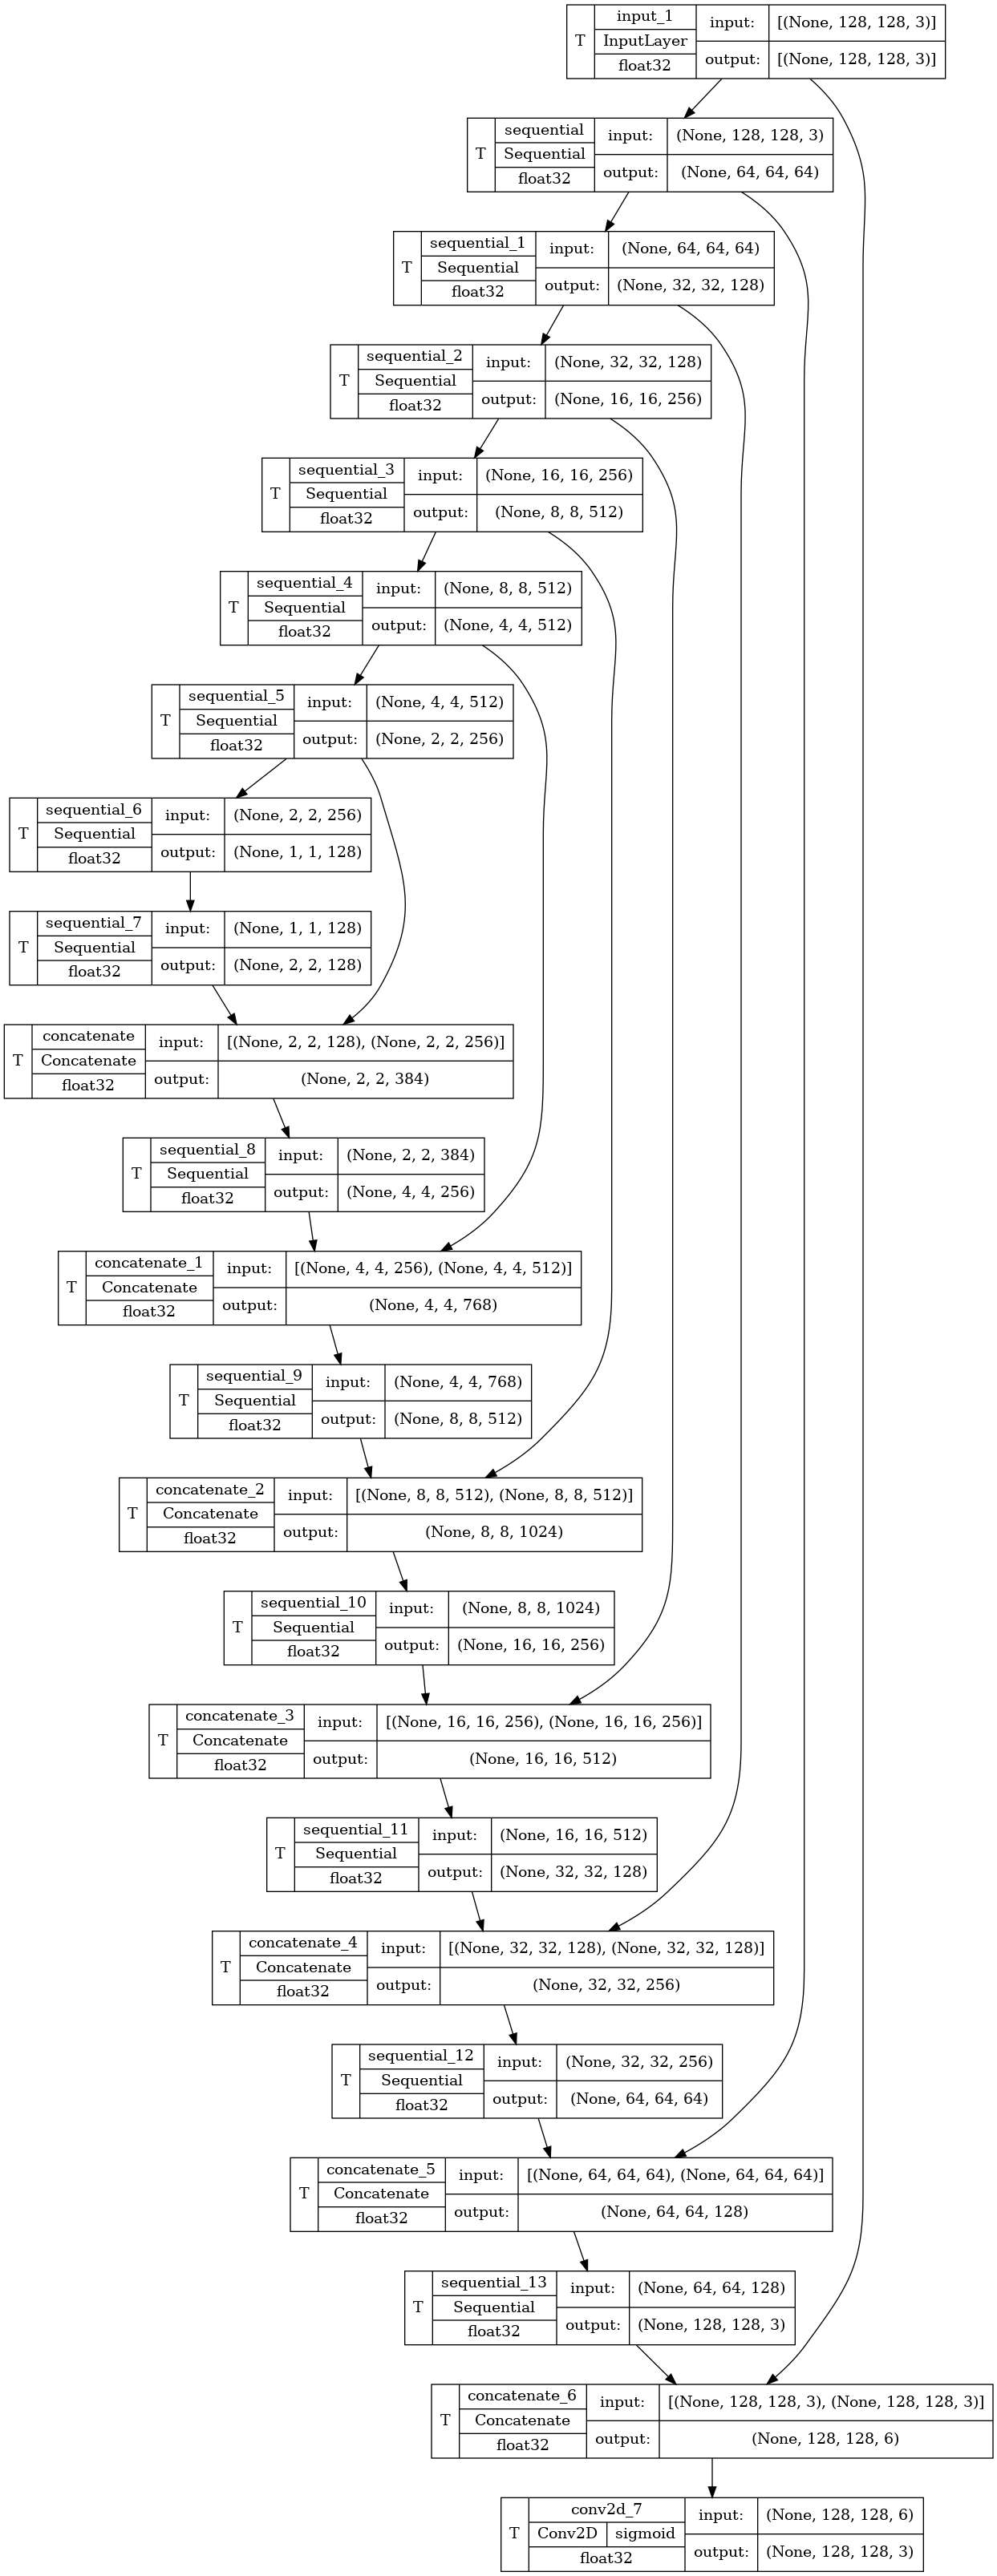 input_1 input: [(None, 128, 128, 3)]
T InputLayer
float32 output: [(None, 128, 128, 3)]
sequential input: (None, 128, 128, 3)
T Sequential
float32 output: (None, 64, 64, 64)
sequential_1 input: (None, 64, 64, 64)
T Sequential
float32 output: (None, 32, 32, 128)
sequential_2 input: (None, 32, 32, 128)
T Sequential
float32 output: (None, 16, 16, 256)
sequential_3 input: (None, 16, 16, 256)
T Sequential
float32 output: (None, 8, 8, 512)
sequential_4 input: (None, 8, 8, 512)
T Sequential
float32 output: (None, 4, 4, 512)
sequential_5 input: (None, 4, 4, 512)
T Sequential
float32 output: (None, 2, 2, 256)
sequential_6 input: (None, 2, 2, 256)
T Sequential
float32 output: (None, 1, 1, 128)
sequential_7 input: (None, 1, 1, 128)
T Sequential
float32 output: (None, 2, 2, 128)
concatenate input: [(None, 2, 2, 128), (None, 2, 2, 256)]
T Concatenate
float32 output: (None, 2, 2, 384)
sequential_8 input: (None, 2, 2, 384)
T Sequential
float32 output: (None, 4, 4, 256)
concatenate_1 input: [(None, 4, 4, 256), (None, 4, 4, 512)]
T Concatenate
float32 output: (None, 4, 4, 768)
sequential_9 input: (None, 4, 4, 768)
T Sequential
float32 output: (None, 8, 8, 512)
concatenate_2 input: [(None, 8, 8, 512), (None, 8, 8, 512)]
T Concatenate
float32 output: (None, 8, 8, 1024)
sequential_10 input: (None, 8, 8, 1024)
T Sequential
float32 output: (None, 16, 16, 256)
concatenate_3 input: [(None, 16, 16, 256), (None, 16, 16, 256)]
T Concatenate
float32 output: (None, 16, 16, 512)
sequential_11 input: (None, 16, 16, 512)
T Sequential
float32 output: (None, 32, 32, 128)
concatenate_4 input: [(None, 32, 32, 128), (None, 32, 32, 128)]
T Concatenate
float32 output: (None, 32, 32, 256)
sequential_12 input: (None, 32, 32, 256)
T Sequential
float32 output: (None, 64, 64, 64)
concatenate_5 input: [(None, 64, 64, 64), (None, 64, 64, 64)]
T Concatenate
float32 output: (None, 64, 64, 128)
sequential_13 input: (None, 64, 64, 128)
T Sequential
float32 output: (None, 128, 128, 3)
concatenate_6 input: [(None, 128, 128, 3), (None, 128, 128, 3)]
T Concatenate
float32 output: (None, 128, 128, 6)
conv2d_7 input: (None, 128, 128, 6)
T Conv2D sigmoid
float32 output: (None, 128, 128, 3)